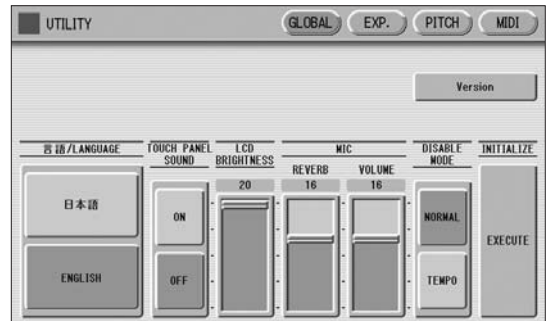 UTILITY
GLOBAL
EXP.
PITCH
MIDI
Version
言語/LANGUAGE
TOUCH PANEL
SOUND
LCD
BRIGHTNESS
MIC
DISABLE
MODE
INITIALIZE
REVERB
VOLUME
20
16
16
日本語
ON
NORMAL
EXECUTE
ENGLISH
OFF
TEMPO